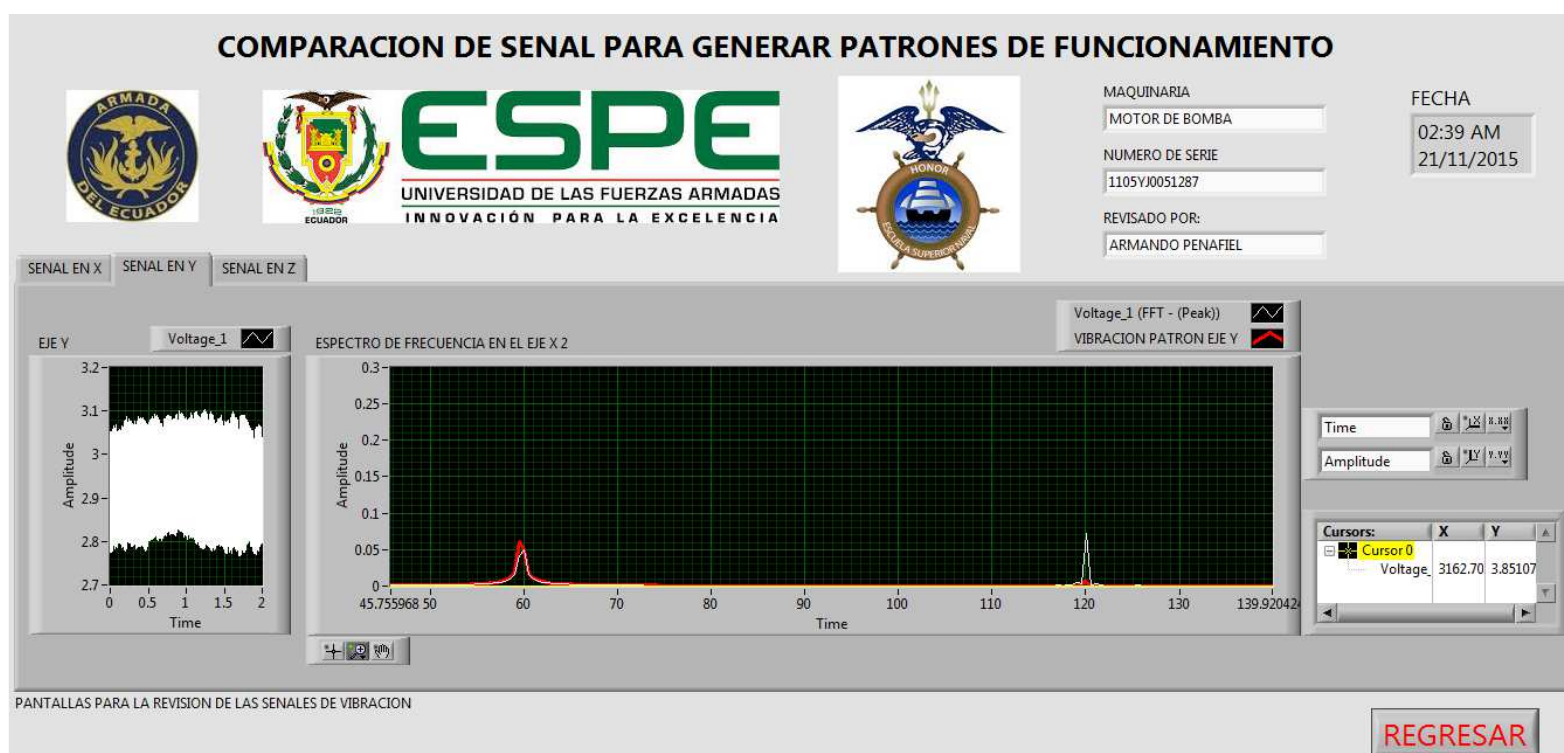 COMPARACION DE SENAL PARA GENERAR PATRONES DE FUNCIONAMIENTO
ARMADA
DEL ECUADOR
1922
ECUADOR
ESPE
UNIVERSIDAD DE LAS FUERZAS ARMADAS
INNOVACIÓN PARA LA EXCELENCIA
HONOR
ESCUELA SUPERIOR NAVAL
MAQUINARIA
MOTOR DE BOMBA
NUMERO DE SERIE
1105YJ0051287
REVISADO POR:
ARMANDO PENAFIEL
FECHA
02:39 AM
21/11/2015
SENAL EN X SENAL EN Y SENAL EN Z
EJE Y
Voltage_1
3.2
3.1
3
2.9
2.8
2.7
Amplitude
0 0.5 1 1.5 2
Time
ESPECTRO DE FRECUENCIA EN EL EJE X 2
Voltage_1 (FFT - (Peak))
VIBRACION PATRON EJE Y
0.3
0.25
0.2
0.15
0.1
0.05
0
Amplitude
45.755968 50 60 70 80 90 100 110 120 130 139.92042
Time
Time
Amplitude
Cursors: X Y
Cursor 0
Voltage_ 3162.70 3.85107
PANTALLAS PARA LA REVISION DE LAS SENALES DE VIBRACION
REGRESAR